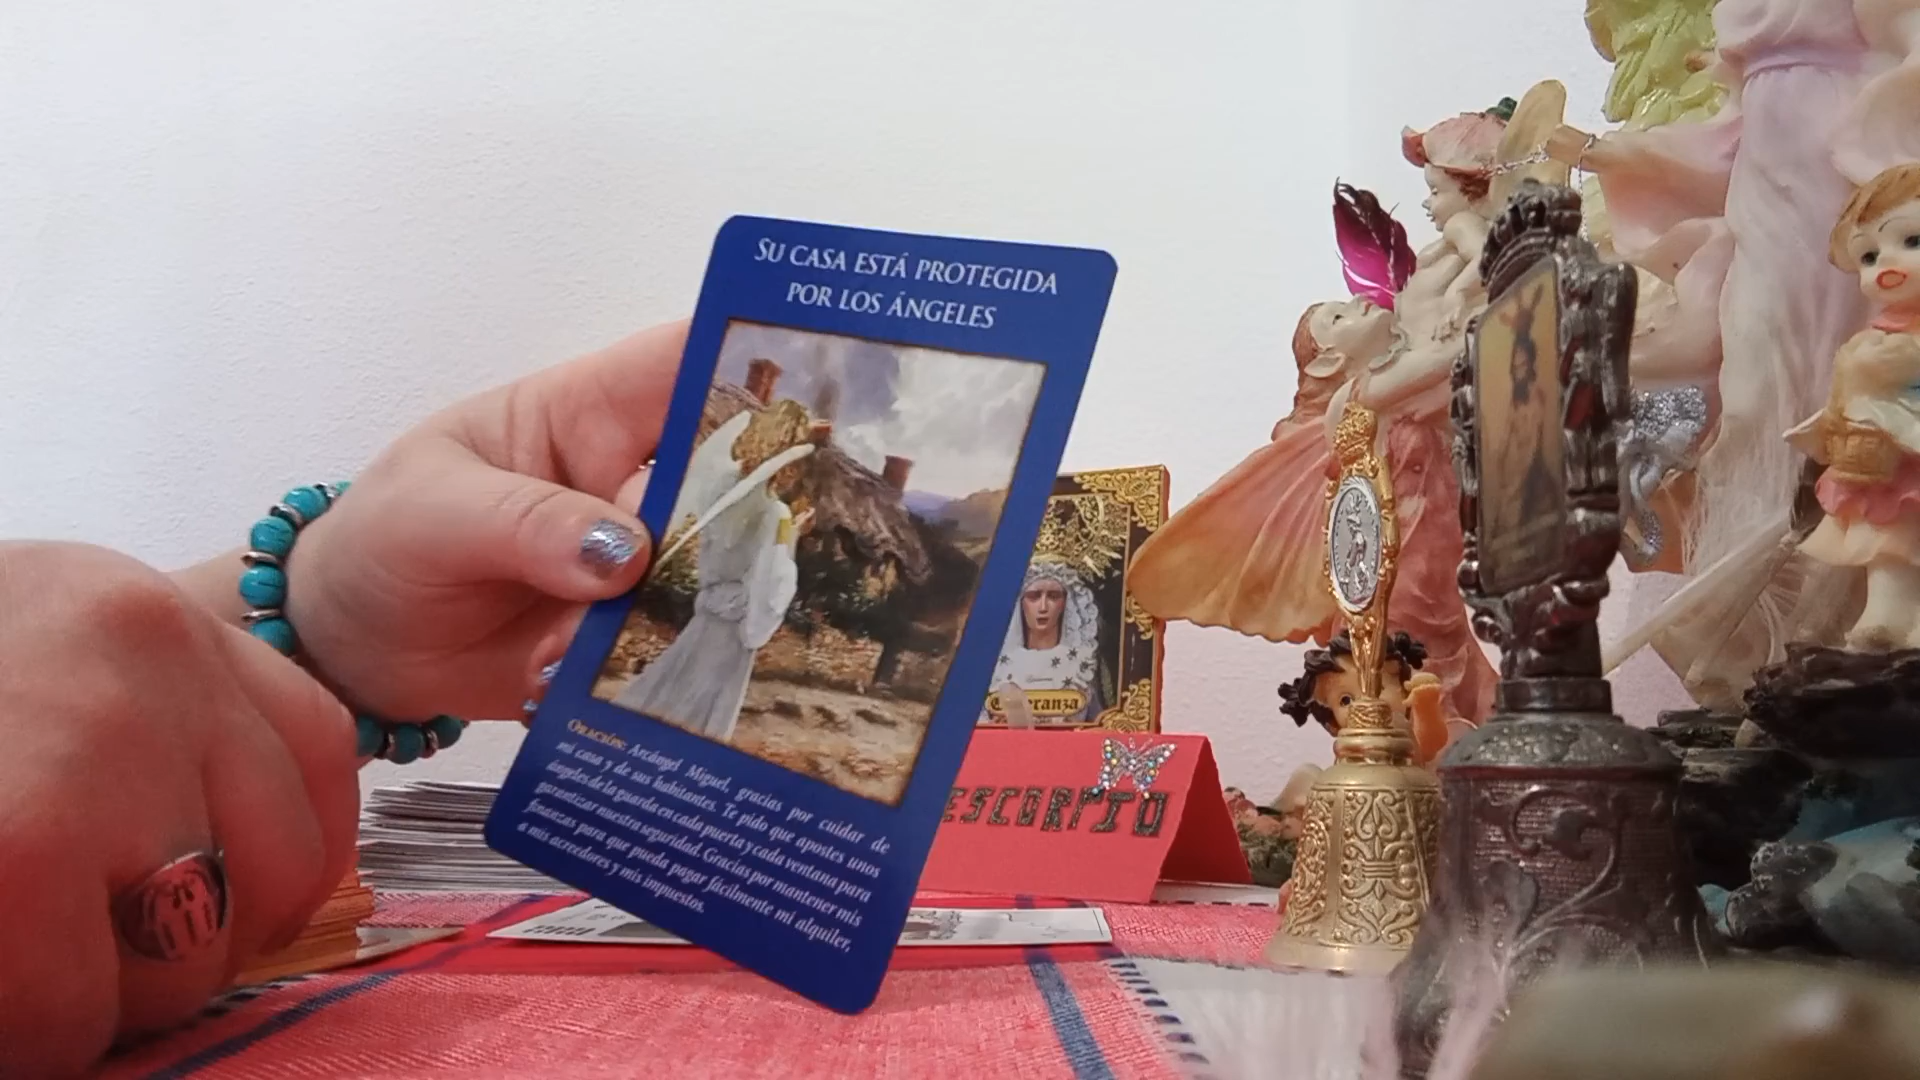 SU CASA ESTÁ PROTEGIDA
POR LOS ÁNGELES
ORACIÓN: Arcángel Miguel, gracias por cuidar de
mi casa y de sus habitantes. Te pido que apostes unos
ángeles de la guarda en cada puerta y cada ventana para
garantizar nuestra seguridad. Gracias por mantener mis
finanzas para que pueda pagar fácilmente mi alquiler,
a mis acreedores y mis impuestos.
ESCORPIO